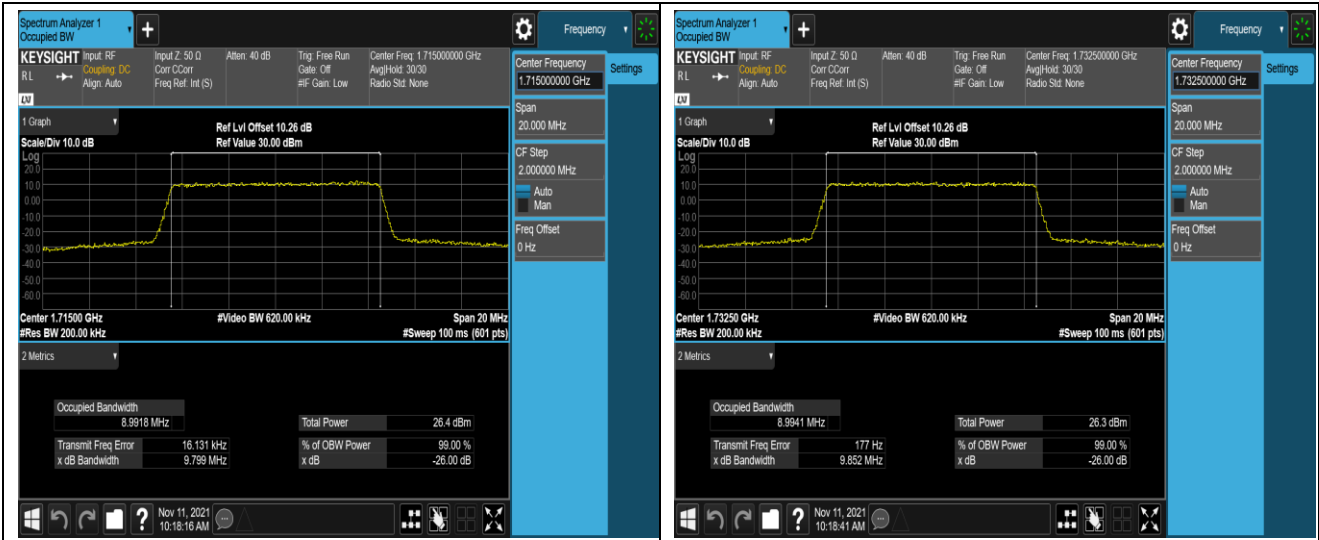 Spectrum Analyzer 1
Occupied BW
+
Frequency
KEYSIGHT
R L
LXI
Input: RF
Coupling: DC
Align: Auto
Input Z: 50 Ω
Corr CCorr
Freq Ref: Int (S)
Atten: 40 dB
Trig: Free Run
Gate: Off
#IF Gain: Low
Center Freq: 1.715000000 GHz
Avg|Hold: 30/30
Radio Std: None
Center Frequency
1.715000000 GHz
Settings
Span
20.000 MHz
CF Step
2.000000 MHz
Auto
Man
Freq Offset
0 Hz
1 Graph
Scale/Div 10.0 dB
Ref Lvl Offset 10.26 dB
Ref Value 30.00 dBm
Log
20.0
10.0
0.00
-10.0
-20.0
-30.0
-40.0
-50.0
-60.0
Center 1.71500 GHz
#Video BW 620.00 kHz
Span 20 MHz
#Res BW 200.00 kHz
#Sweep 100 ms (601 pts)
2 Metrics
Occupied Bandwidth
8.9918 MHz
Total Power 26.4 dBm
Transmit Freq Error 16.131 kHz
% of OBW Power 99.00 %
x dB Bandwidth 9.799 MHz
x dB -26.00 dB
?
Nov 11, 2021
10:18:16 AM
Spectrum Analyzer 1
Occupied BW
+
Frequency
KEYSIGHT
R L
LXI
Input: RF
Coupling: DC
Align: Auto
Input Z: 50 Ω
Corr CCorr
Freq Ref: Int (S)
Atten: 40 dB
Trig: Free Run
Gate: Off
#IF Gain: Low
Center Freq: 1.732500000 GHz
Avg|Hold: 30/30
Radio Std: None
Center Frequency
1.732500000 GHz
Settings
Span
20.000 MHz
CF Step
2.000000 MHz
Auto
Man
Freq Offset
0 Hz
1 Graph
Scale/Div 10.0 dB
Ref Lvl Offset 10.26 dB
Ref Value 30.00 dBm
Log
20.0
10.0
0.00
-10.0
-20.0
-30.0
-40.0
-50.0
-60.0
Center 1.73250 GHz
#Video BW 620.00 kHz
Span 20 MHz
#Res BW 200.00 kHz
#Sweep 100 ms (601 pts)
2 Metrics
Occupied Bandwidth
8.9941 MHz
Total Power 26.3 dBm
Transmit Freq Error 177 Hz
% of OBW Power 99.00 %
x dB Bandwidth 9.852 MHz
x dB -26.00 dB
?
Nov 11, 2021
10:18:41 AM